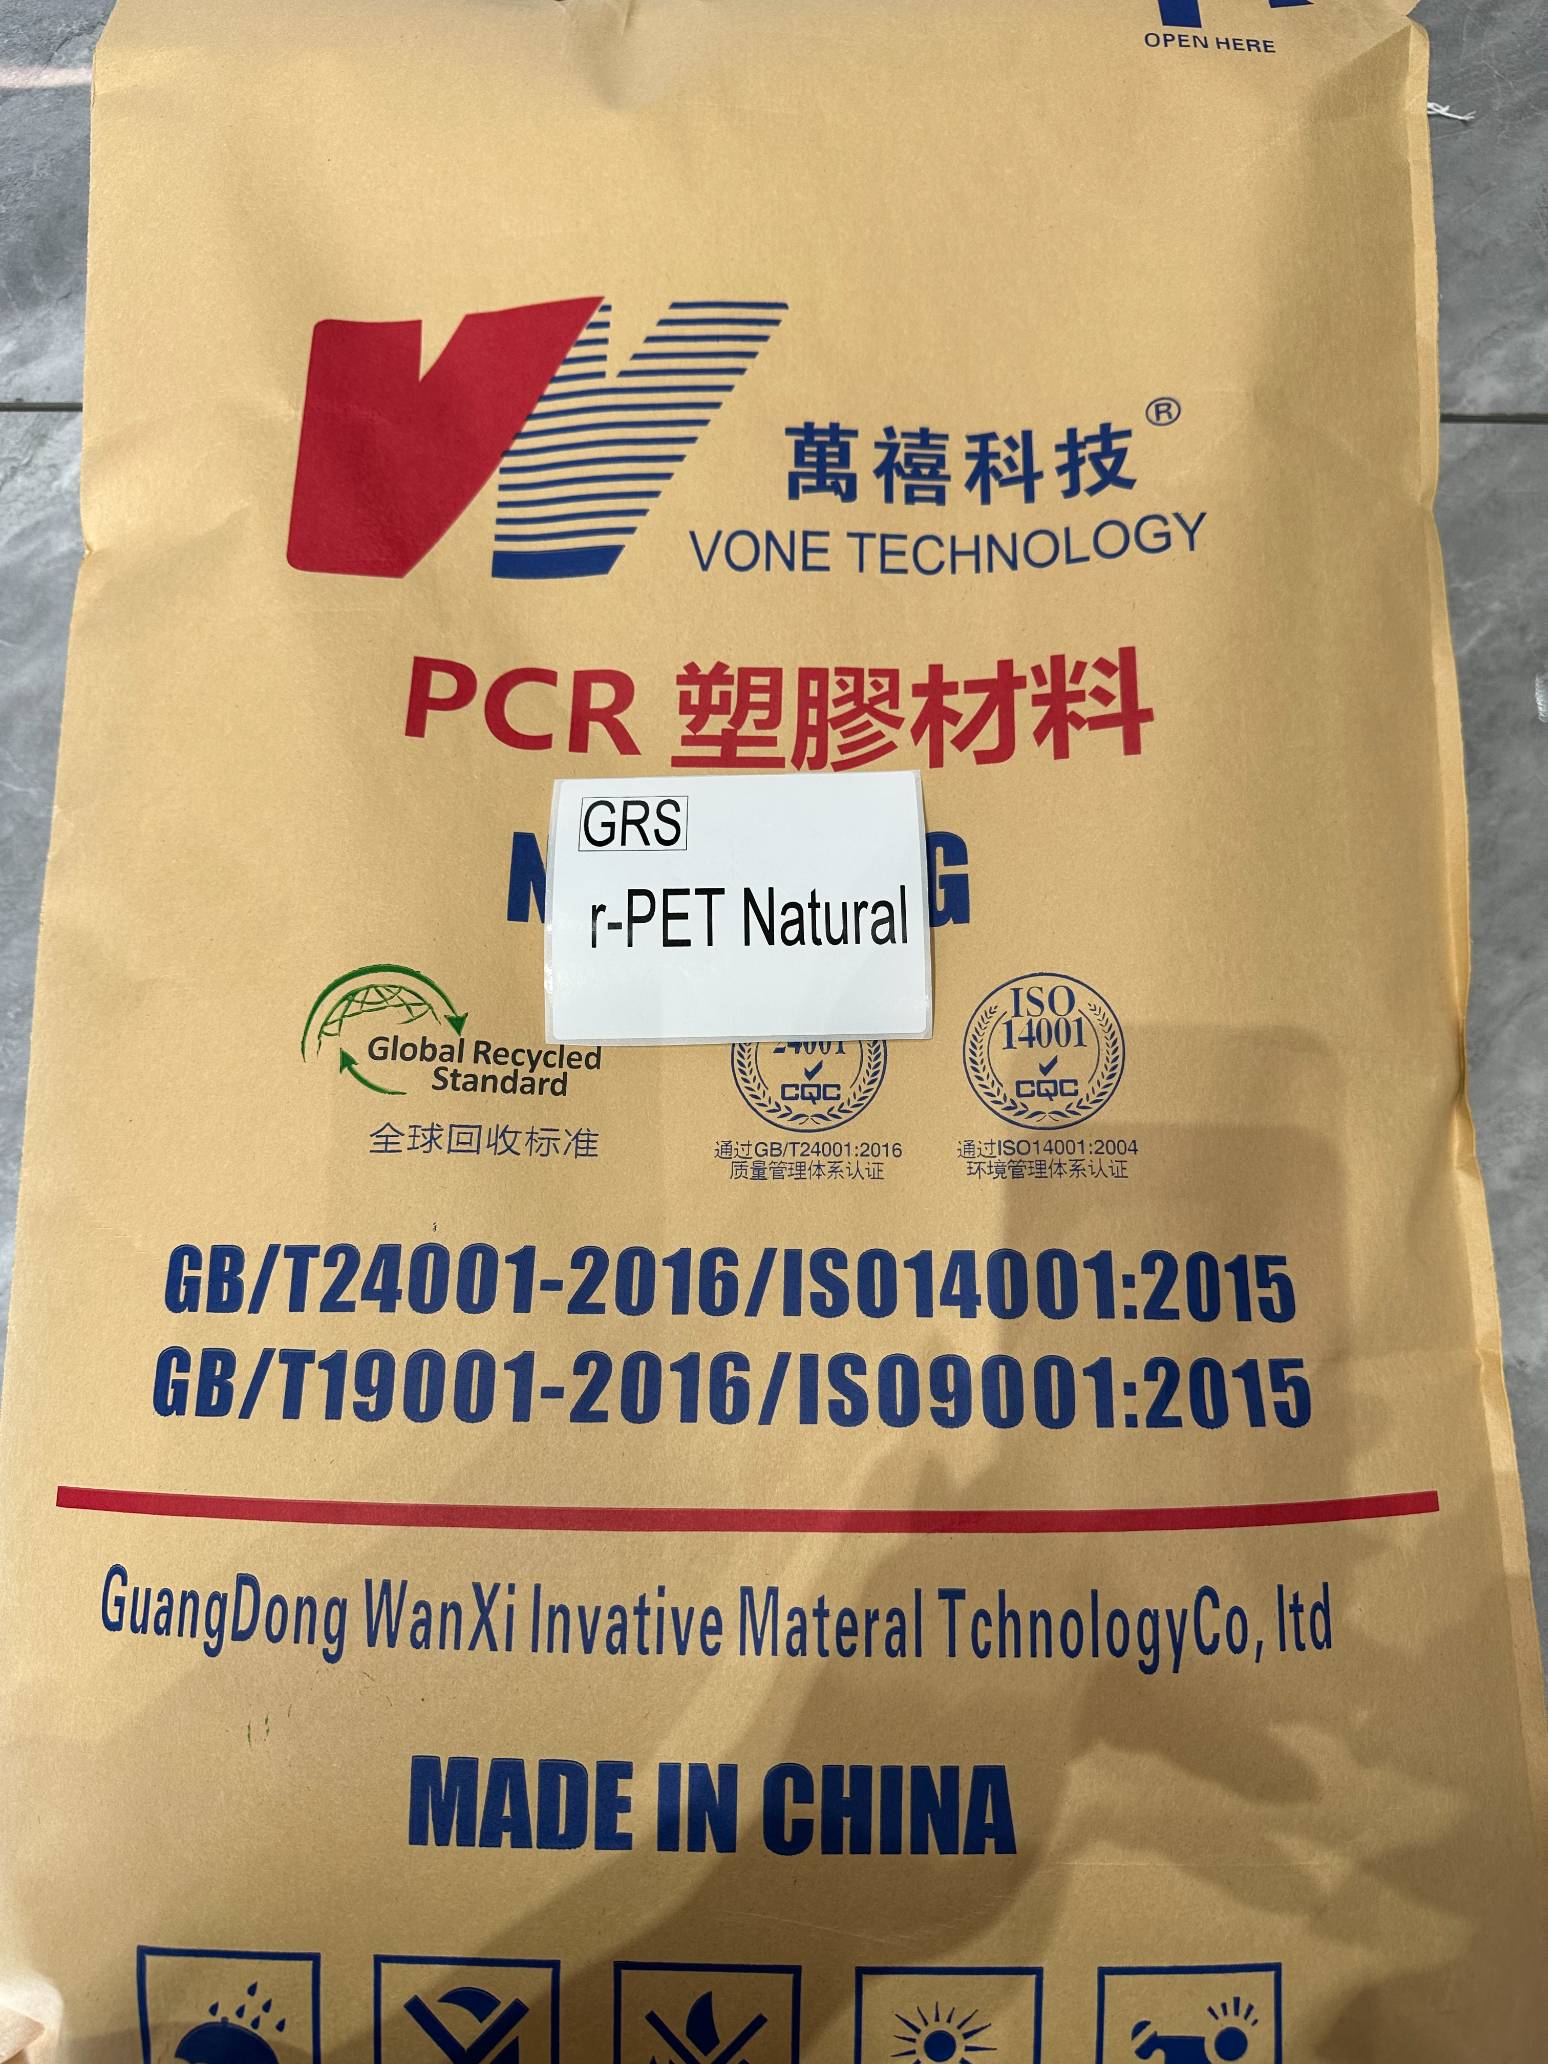 OPEN HERE
萬禧科技®
VONE TECHNOLOGY
PCR 塑膠材料
GRS
r-PET Natural
Global Recycled
Standard
全球回收标准
24001
CQC
通过GB/T24001:2016
质量管理体系认证
ISO
14001
CQC
通过ISO14001:2004
环境管理体系认证
GB/T24001-2016/ISO14001:2015
GB/T19001-2016/ISO9001:2015
GuangDong WanXi Invative Materal TchnologyCo, ltd
MADE IN CHINA